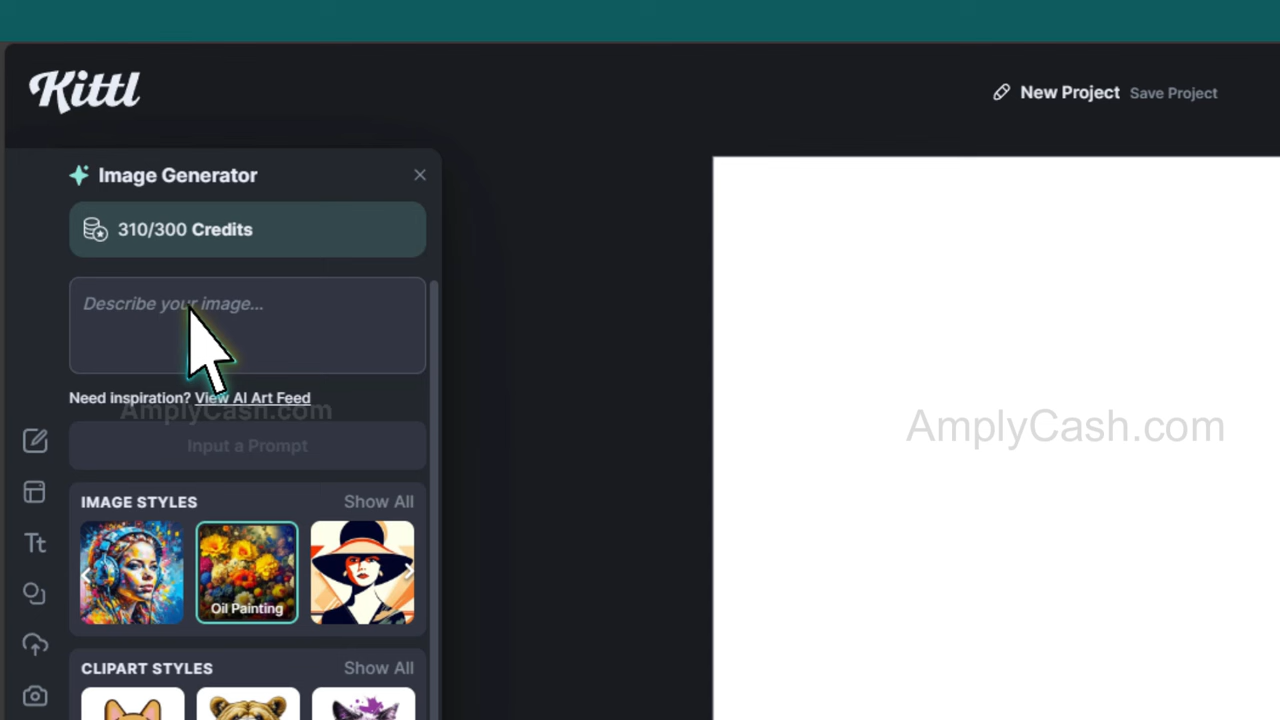 Kittl
New Project Save Project
Image Generator
310/300 Credits
Describe your image...
Need inspiration? View AI Art Feed
AmplyCash.com
AmplyCash.com
Input a Prompt
IMAGE STYLES Show All
Tt
Oil Painting
CLIPART STYLES Show All